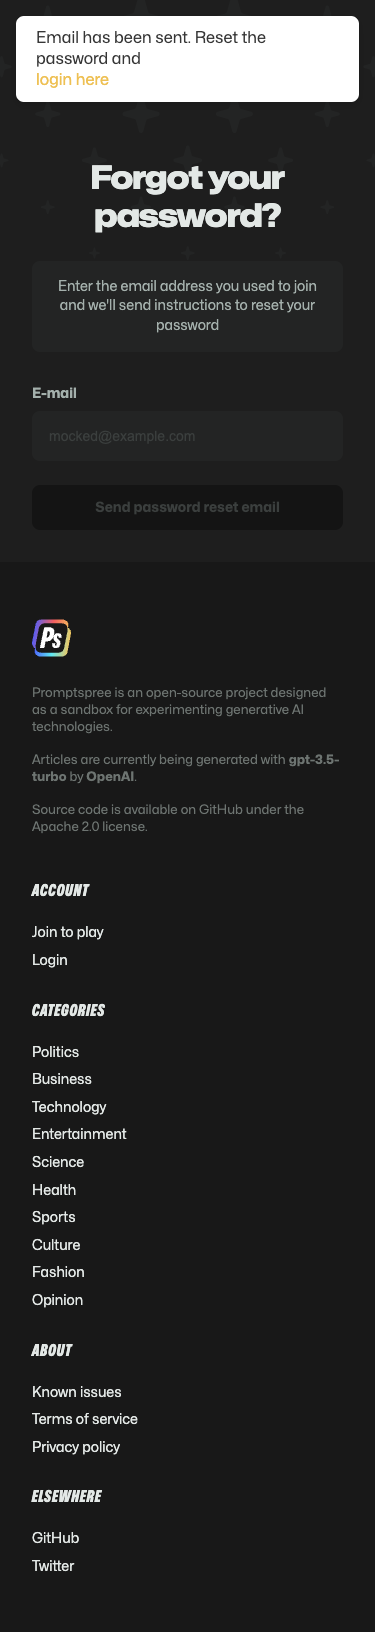 Email has been sent. Reset the
password and
login here
Forgot your
password?
Enter the email address you used to join
and we'll send instructions to reset your
password
E-mail
mocked@example.com
Send password reset email
Ps
Promptspree is an open-source project designed
as a sandbox for experimenting generative AI
technologies.
Articles are currently being generated with gpt-3.5-
turbo by OpenAI.
Source code is available on GitHub under the
Apache 2.0 license.
ACCOUNT
Join to play
Login
CATEGORIES
Politics
Business
Technology
Entertainment
Science
Health
Sports
Culture
Fashion
Opinion
ABOUT
Known issues
Terms of service
Privacy policy
ELSEWHERE
GitHub
Twitter